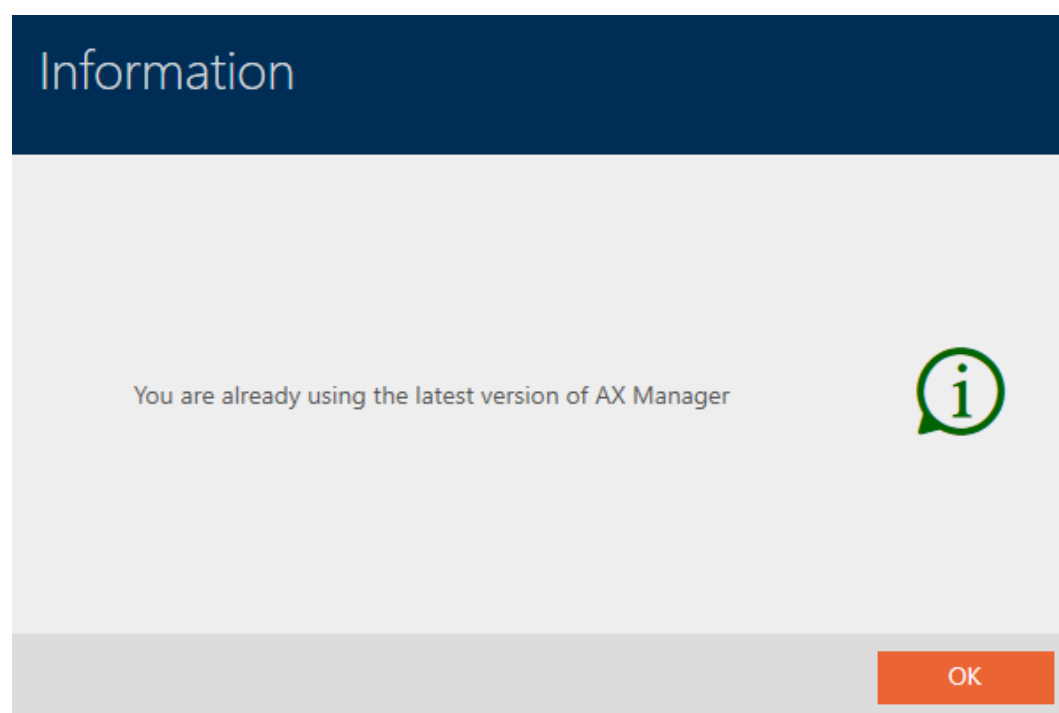 Information
You are already using the latest version of AX Manager
i
OK